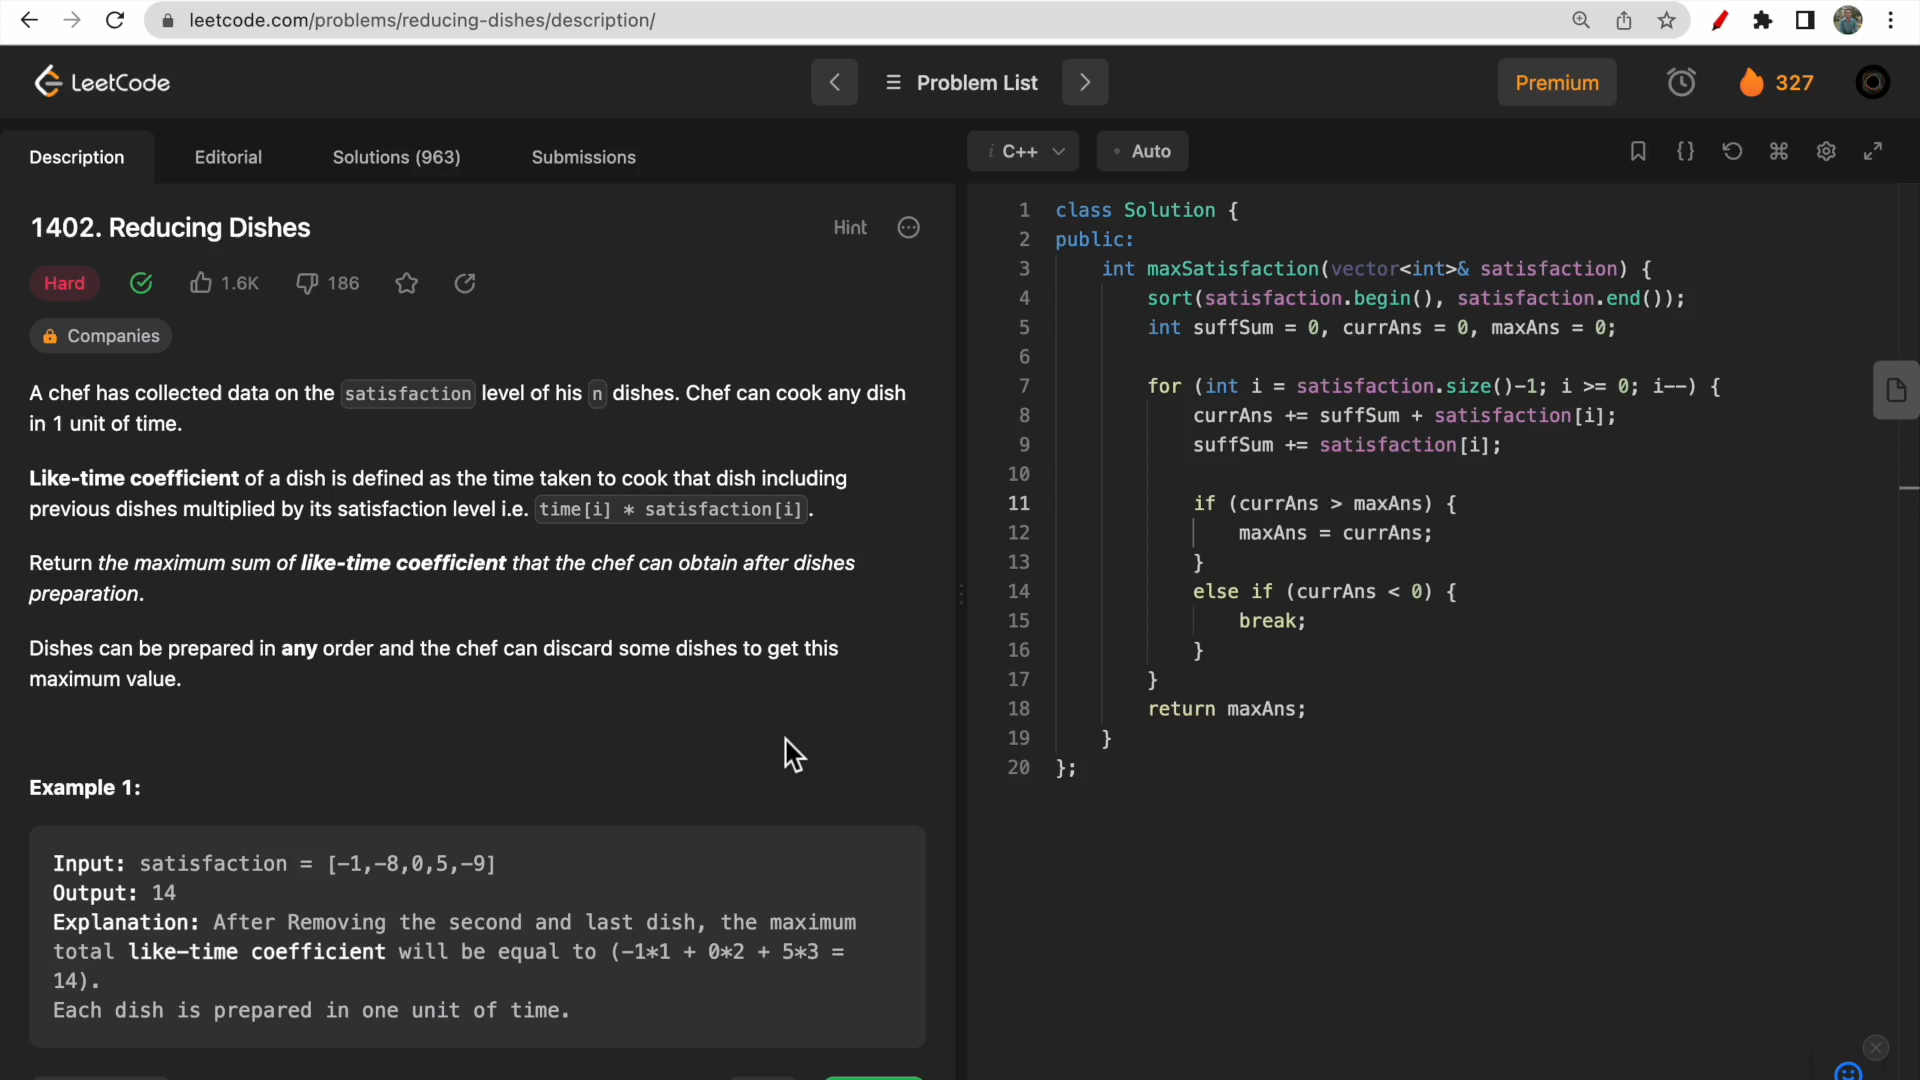 leetcode.com/problems/reducing-dishes/description/
LeetCode
Problem List
Premium
327
Description
Editorial
Solutions (963)
Submissions
1402. Reducing Dishes
Hint
Hard
1.6K
186
Companies
A chef has collected data on the satisfaction level of his n dishes. Chef can cook any dish
in 1 unit of time.
Like-time coefficient of a dish is defined as the time taken to cook that dish including
previous dishes multiplied by its satisfaction level i.e. time[i] * satisfaction[i].
Return the maximum sum of like-time coefficient that the chef can obtain after dishes
preparation.
Dishes can be prepared in any order and the chef can discard some dishes to get this
maximum value.
Example 1:
Input: satisfaction = [-1,-8,0,5,-9]
Output: 14
Explanation: After Removing the second and last dish, the maximum
total like-time coefficient will be equal to (-1*1 + 0*2 + 5*3 =
14).
Each dish is prepared in one unit of time.
i C++
Auto
1 class Solution {
2 public:
3 int maxSatisfaction(vector<int>& satisfaction) {
4 sort(satisfaction.begin(), satisfaction.end());
5 int suffSum = 0, currAns = 0, maxAns = 0;
6
7 for (int i = satisfaction.size()-1; i >= 0; i--) {
8 currAns += suffSum + satisfaction[i];
9 suffSum += satisfaction[i];
10
11 if (currAns > maxAns) {
12 maxAns = currAns;
13 }
14 else if (currAns < 0) {
15 break;
16 }
17 }
18 return maxAns;
19 }
20 };